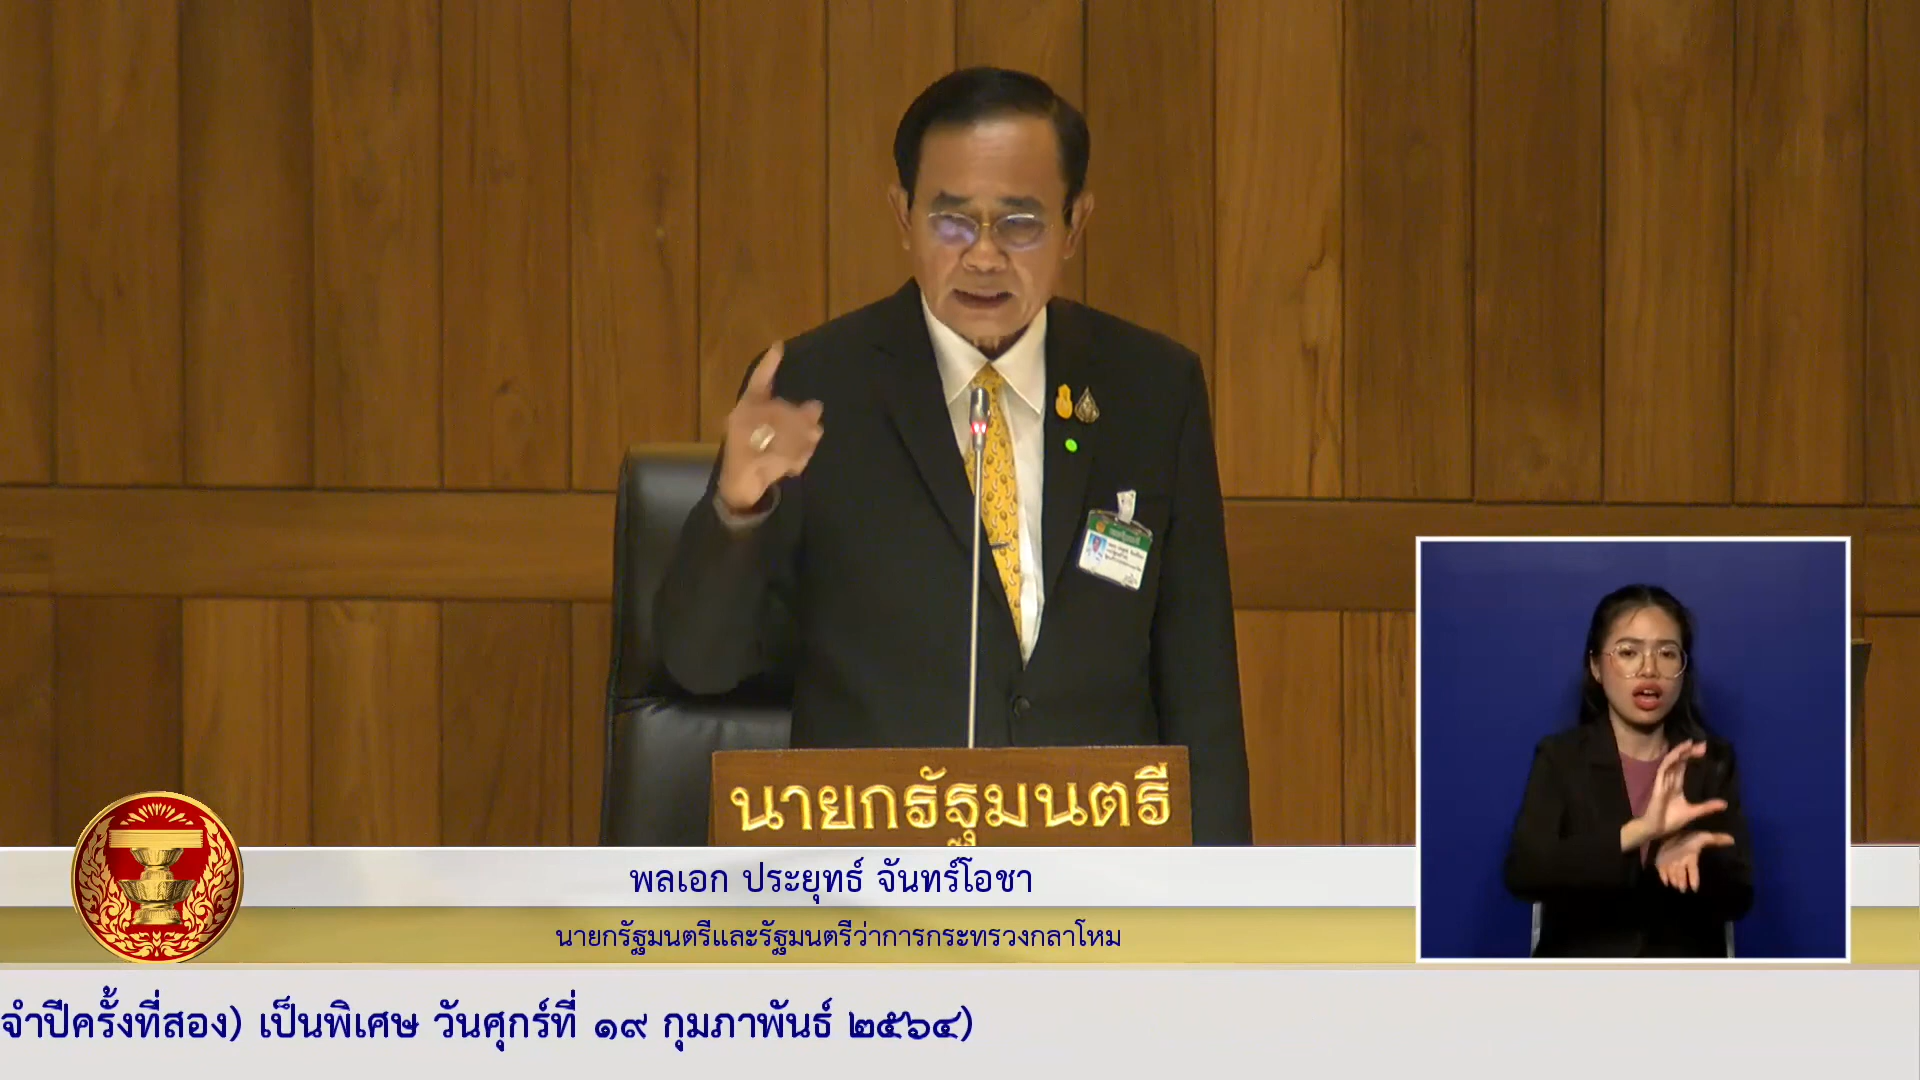 นายกรัฐมนตรี
พลเอก ประยุทธ์ จันทร์โอชา
นายกรัฐมนตรีและรัฐมนตรีว่าการกระทรวงกลาโหม
จำปีครั้งที่สอง) เป็นพิเศษ วันศุกร์ที่ ๑๙ กุมภาพันธ์ ๒๕๖๔)